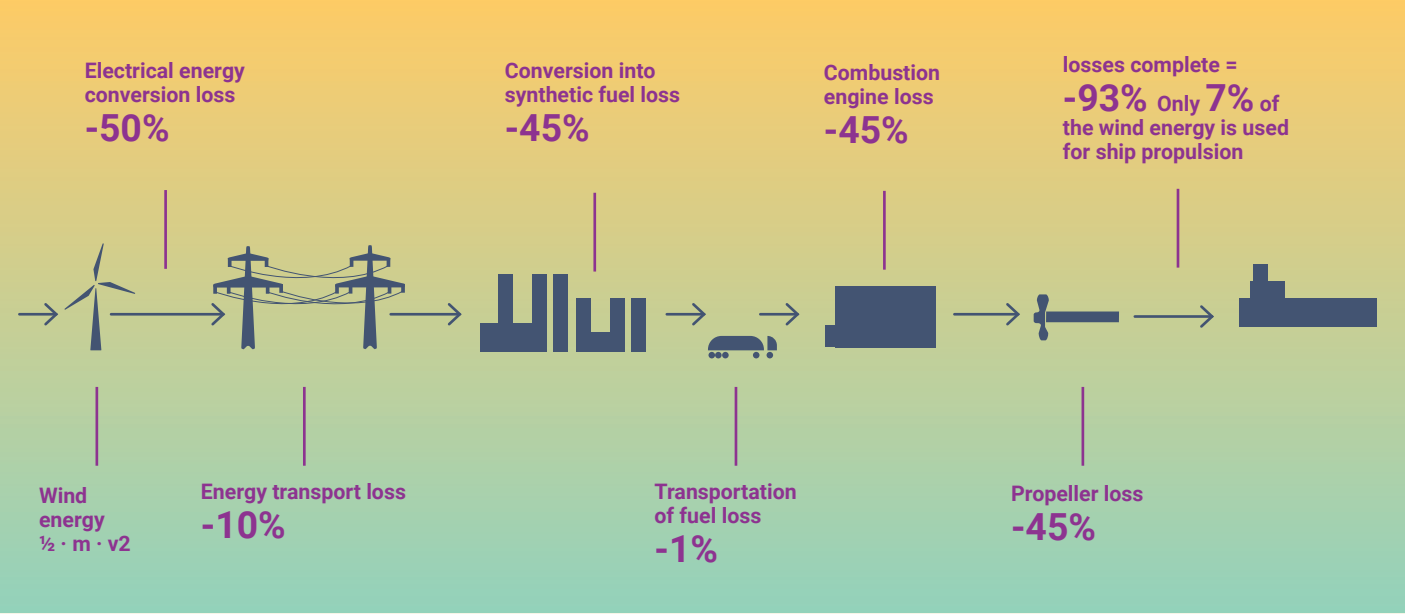 Electrical energy
conversion loss
-50%
Conversion into
synthetic fuel loss
-45%
Combustion
engine loss
-45%
losses complete =
-93% Only 7% of
the wind energy is used
for ship propulsion
Wind
energy
½ · m · v2
Energy transport loss
-10%
Transportation
of fuel loss
-1%
Propeller loss
-45%